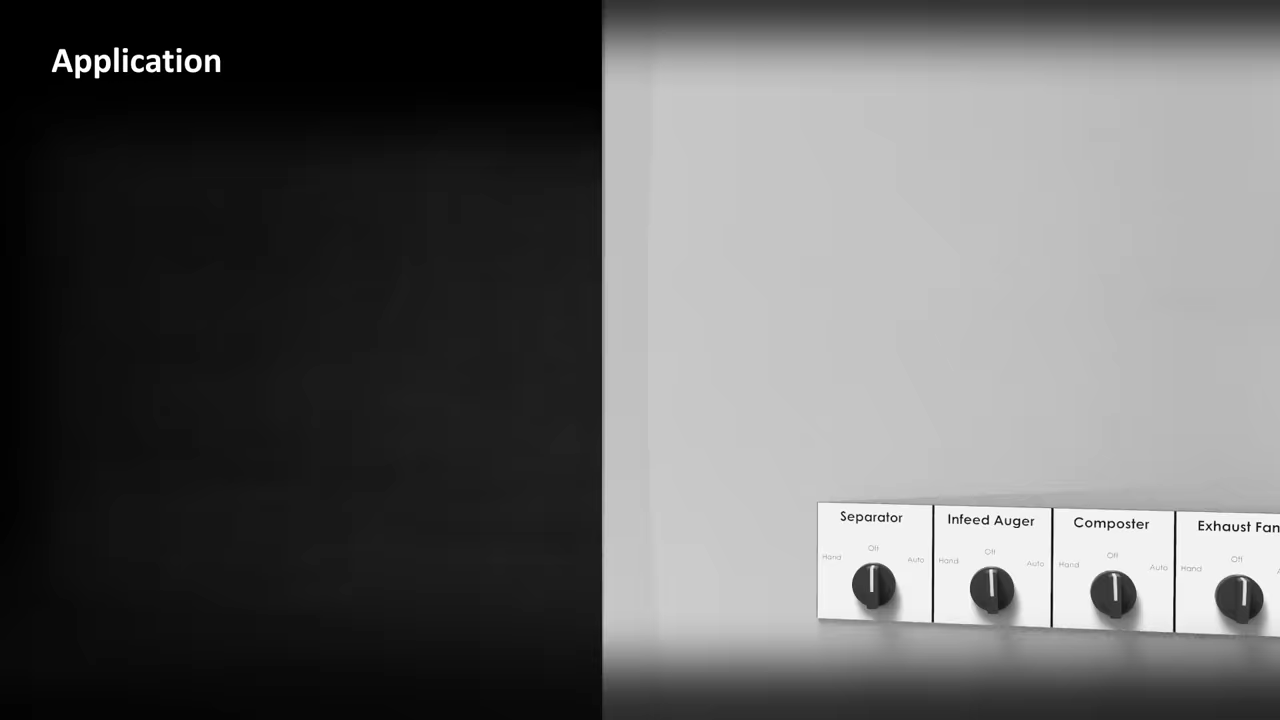 Application
Separator
Hand Off Auto
Infeed Auger
Hand Off Auto
Composter
Hand Off Auto
Exhaust Fan
Hand Off